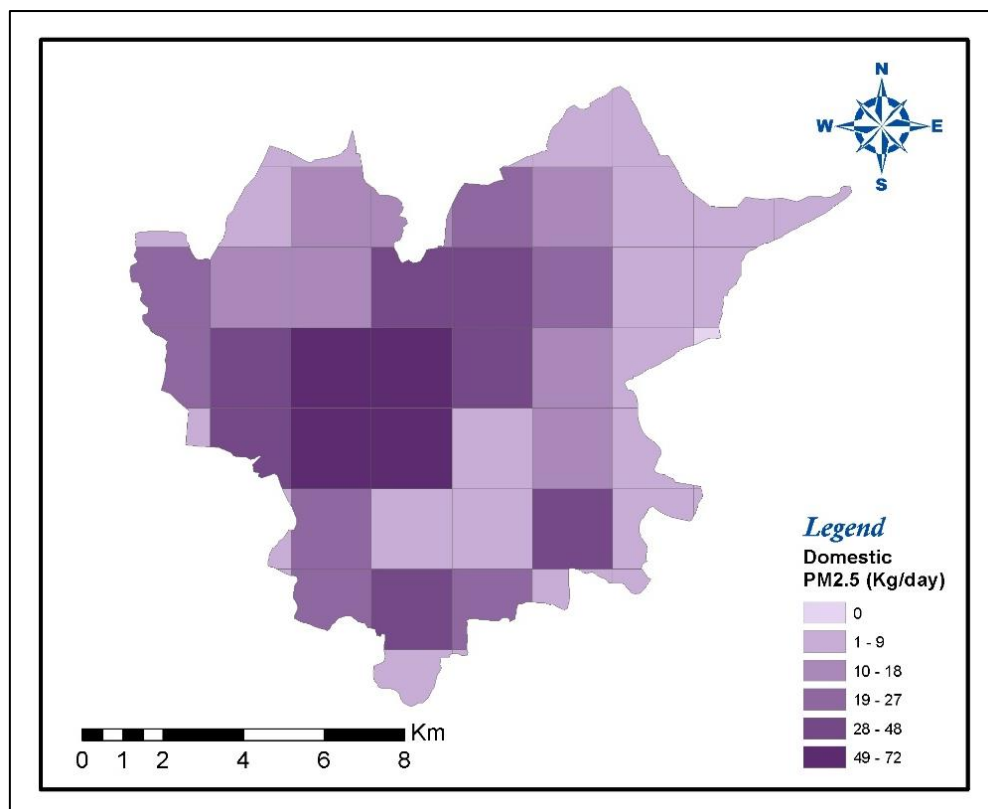 N
W E
S
Legend
Domestic
PM2.5 (Kg/day)
0
1 - 9
10 - 18
19 - 27
28 - 48
49 - 72
Km
0 1 2 4 6 8